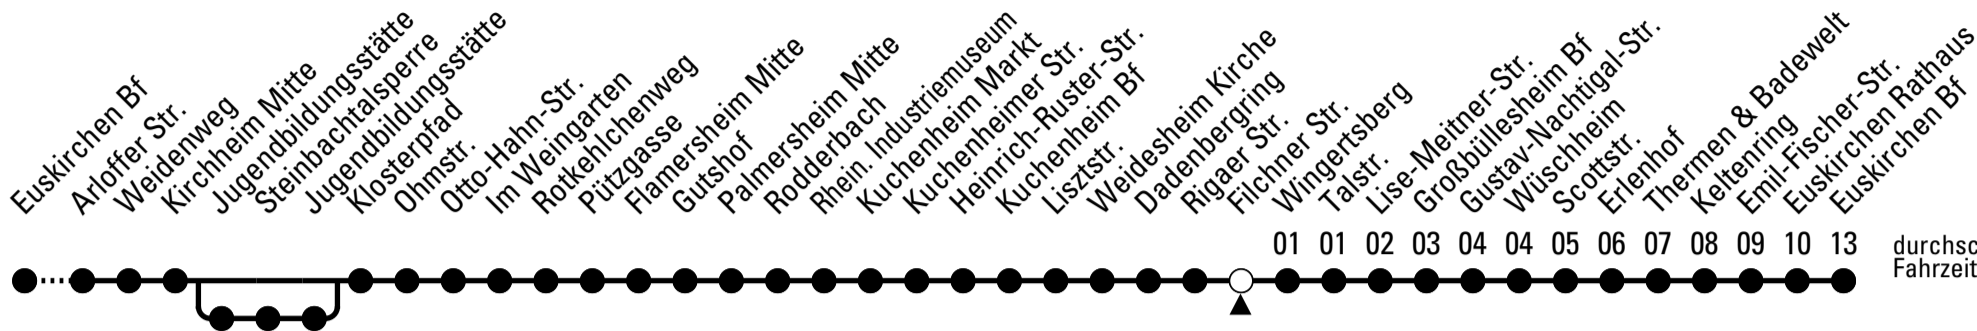 Euskirchen Bf
Arloffer Str.
Weidenweg
Kirchheim Mitte
Jugendbildungsstätte
Steinbachtalsperre
Jugendbildungsstätte
Klosterpfad
Ohmstr.
Otto-Hahn-Str.
Im Weingarten
Rotkehlchenweg
Pützgasse
Flamersheim Mitte
Gutshof
Palmersheim Mitte
Rodderbach
Rhein. Industriemuseum
Kuchenheim Markt
Kuchenheimer Str.
Heinrich-Ruster-Str.
Kuchenheim Bf
Lisztstr.
Weidesheim Kirche
Dadenbergring
Rigaer Str.
Filchner Str.
Wingertsberg
Talstr.
Lise-Meitner-Str.
Großbüllesheim Bf
Gustav-Nachtigal-Str.
Wüschheim
Scottstr.
Erlenhof
Thermen & Badewelt
Keltenring
Emil-Fischer-Str.
Euskirchen Rathaus
Euskirchen Bf
01 01 02 03 04 04 05 06 07 08 09 10 13
durchsc
Fahrzeit